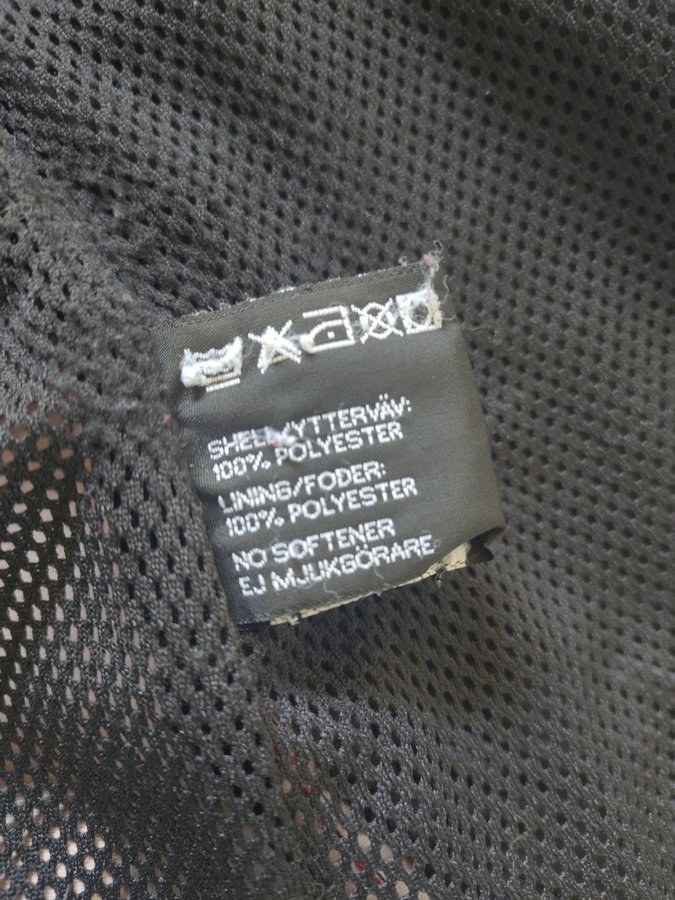 SHELL/YTTERVÄV:
100% POLYESTER
LINING/FODER:
100% POLYESTER
NO SOFTENER
EJ MJUKGÖRARE